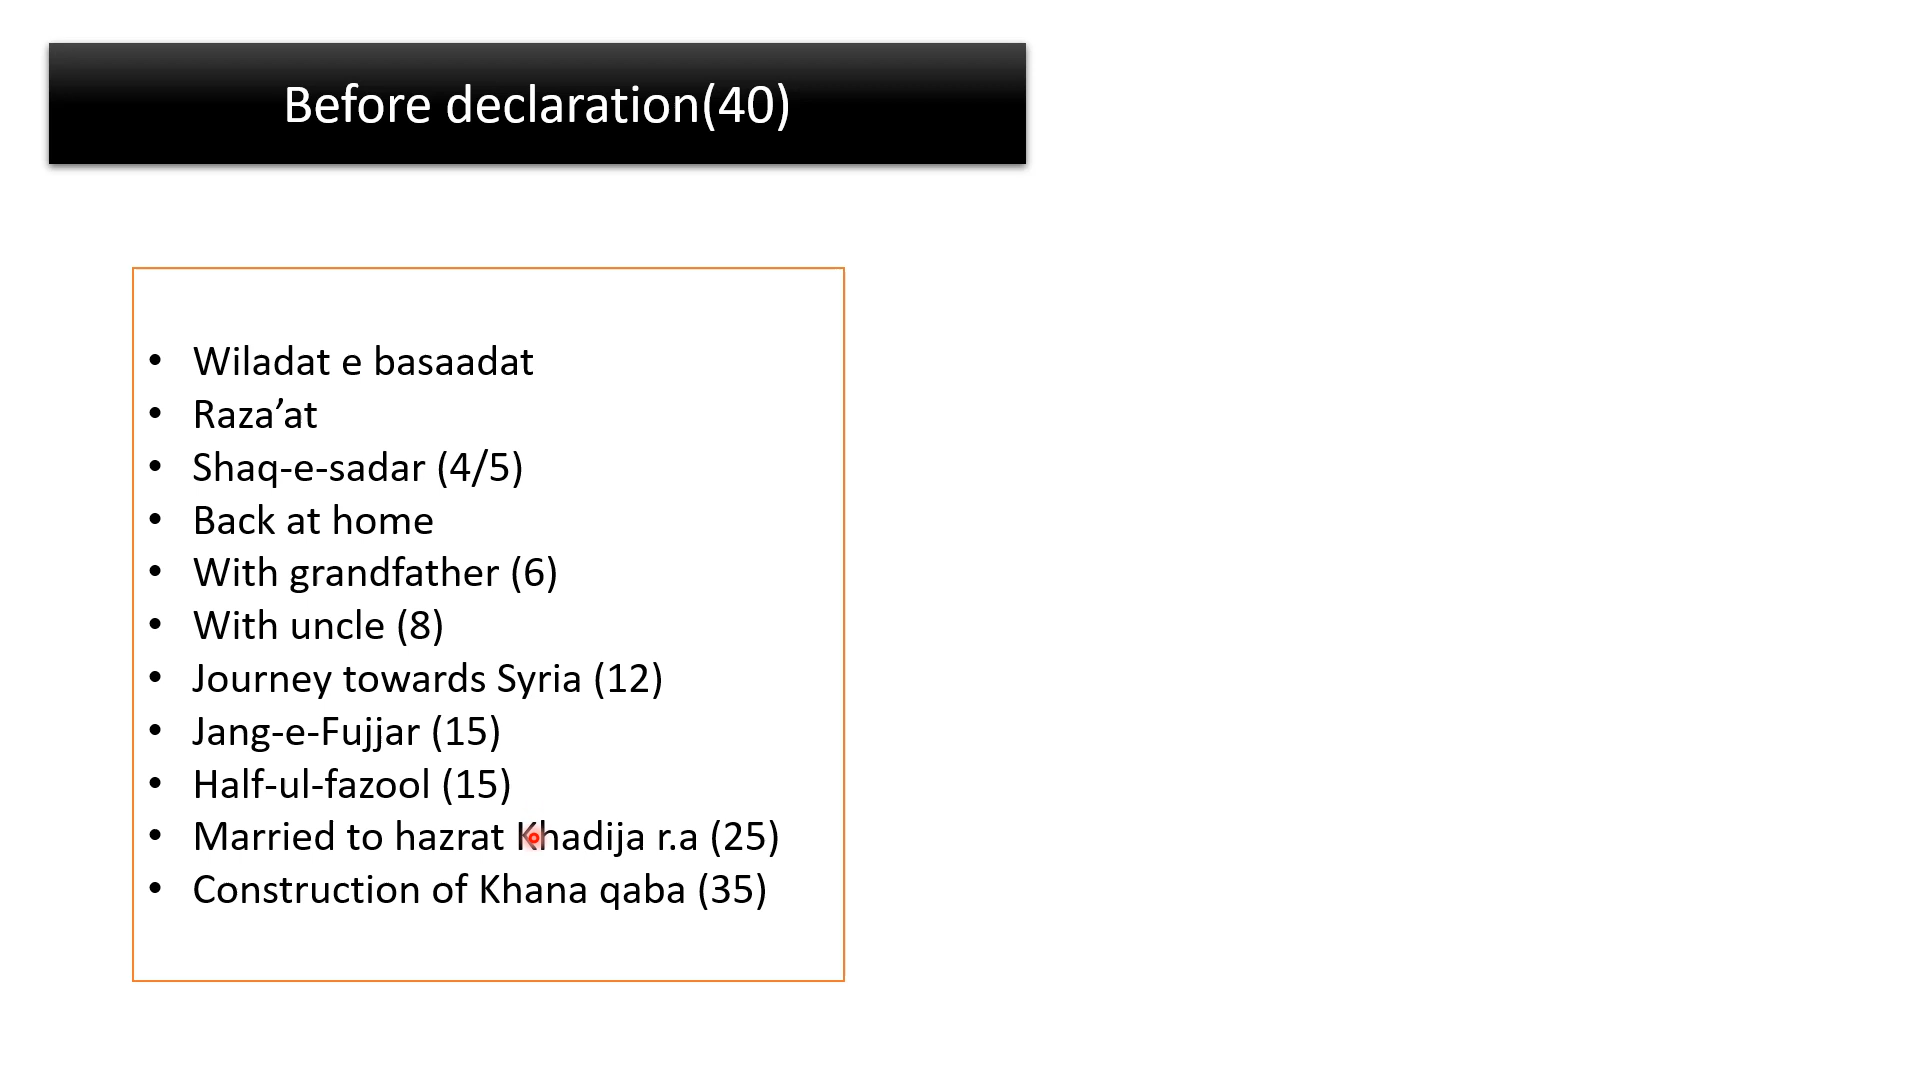 Before declaration(40)
• Wiladat e basaadat
• Raza’at
• Shaq-e-sadar (4/5)
• Back at home
• With grandfather (6)
• With uncle (8)
• Journey towards Syria (12)
• Jang-e-Fujjar (15)
• Half-ul-fazool (15)
• Married to hazrat Khadija r.a (25)
• Construction of Khana qaba (35)